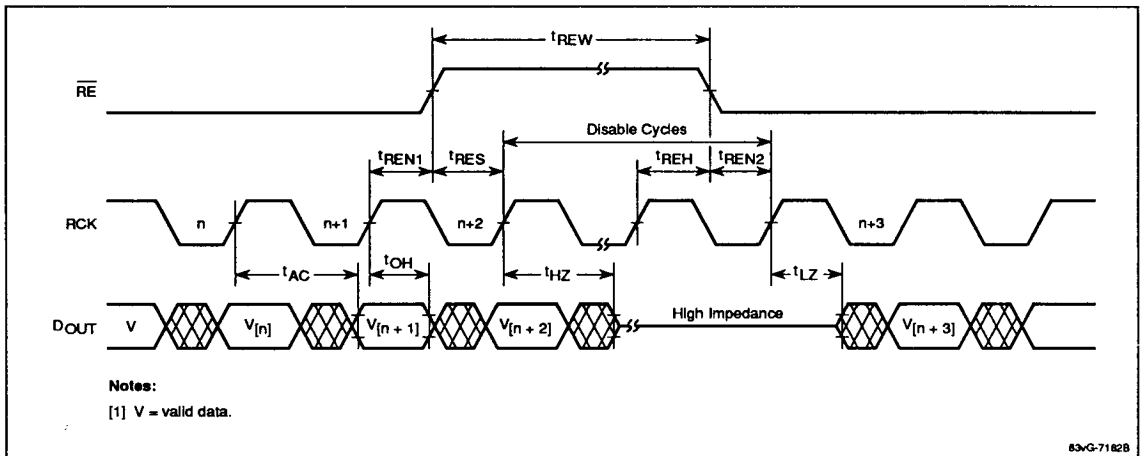 tREW
RE
Disable Cycles
tREN1 tRES tREH tREN2
RCK n n+1 n+2 n+3
tAC tOH tHZ tLZ
DOUT V V[n] V[n + 1] V[n + 2] High Impedance V[n + 3]
Notes:
[1] V = valid data.
83vG-7182B